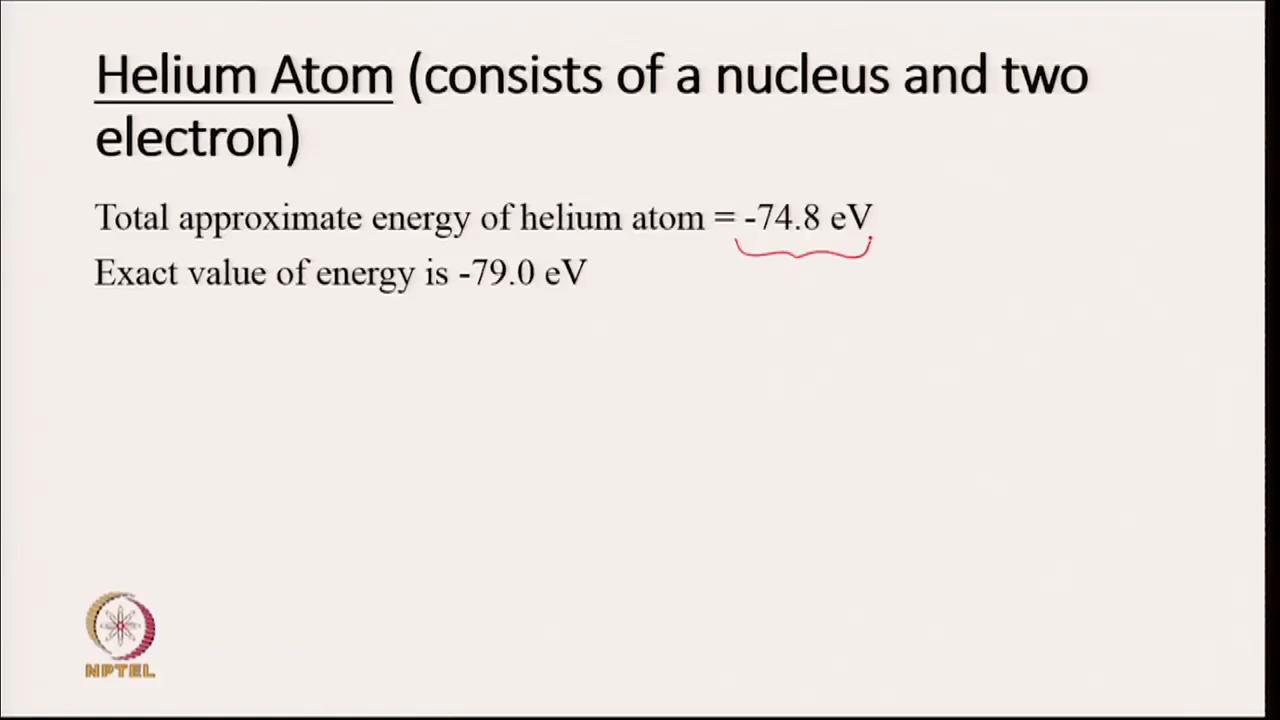 Helium Atom (consists of a nucleus and two
electron)
Total approximate energy of helium atom = -74.8 eV
Exact value of energy is -79.0 eV
NPTEL